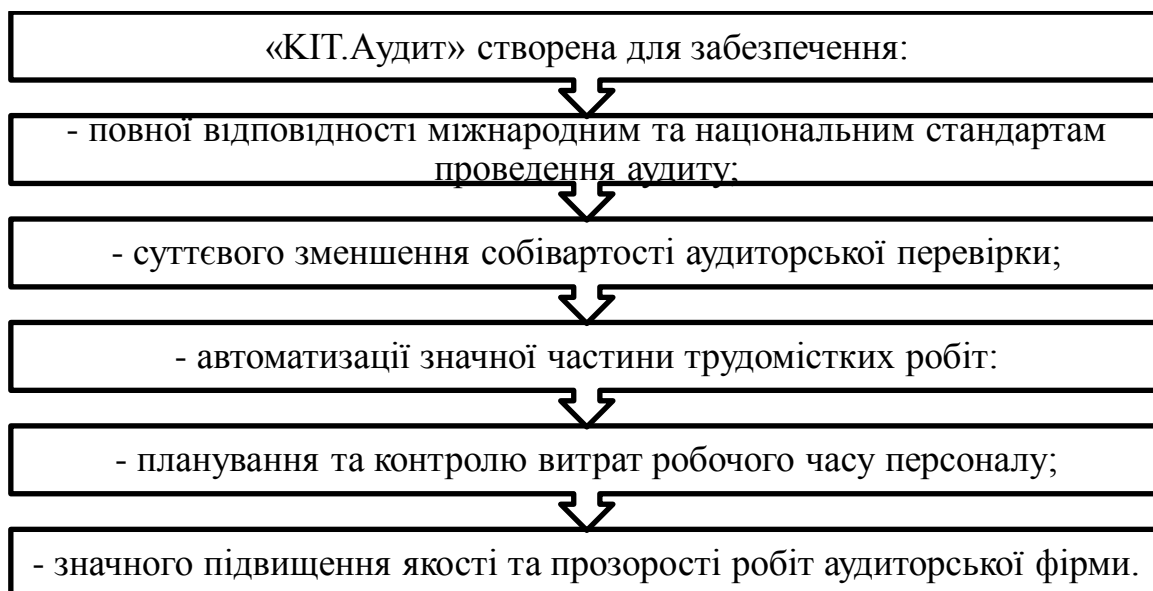 «КІТ.Аудит» створена для забезпечення:
- повної відповідності міжнародним та національним стандартам
проведення аудиту;
- суттєвого зменшення собівартості аудиторської перевірки;
- автоматизації значної частини трудомістких робіт:
- планування та контролю витрат робочого часу персоналу;
- значного підвищення якості та прозорості робіт аудиторської фірми.